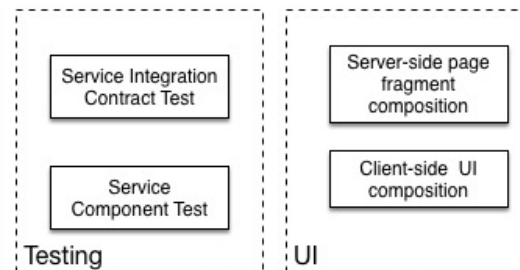 Service Integration
Contract Test
Service
Component Test
Testing
Server-side page
fragment
composition
Client-side UI
composition
UI